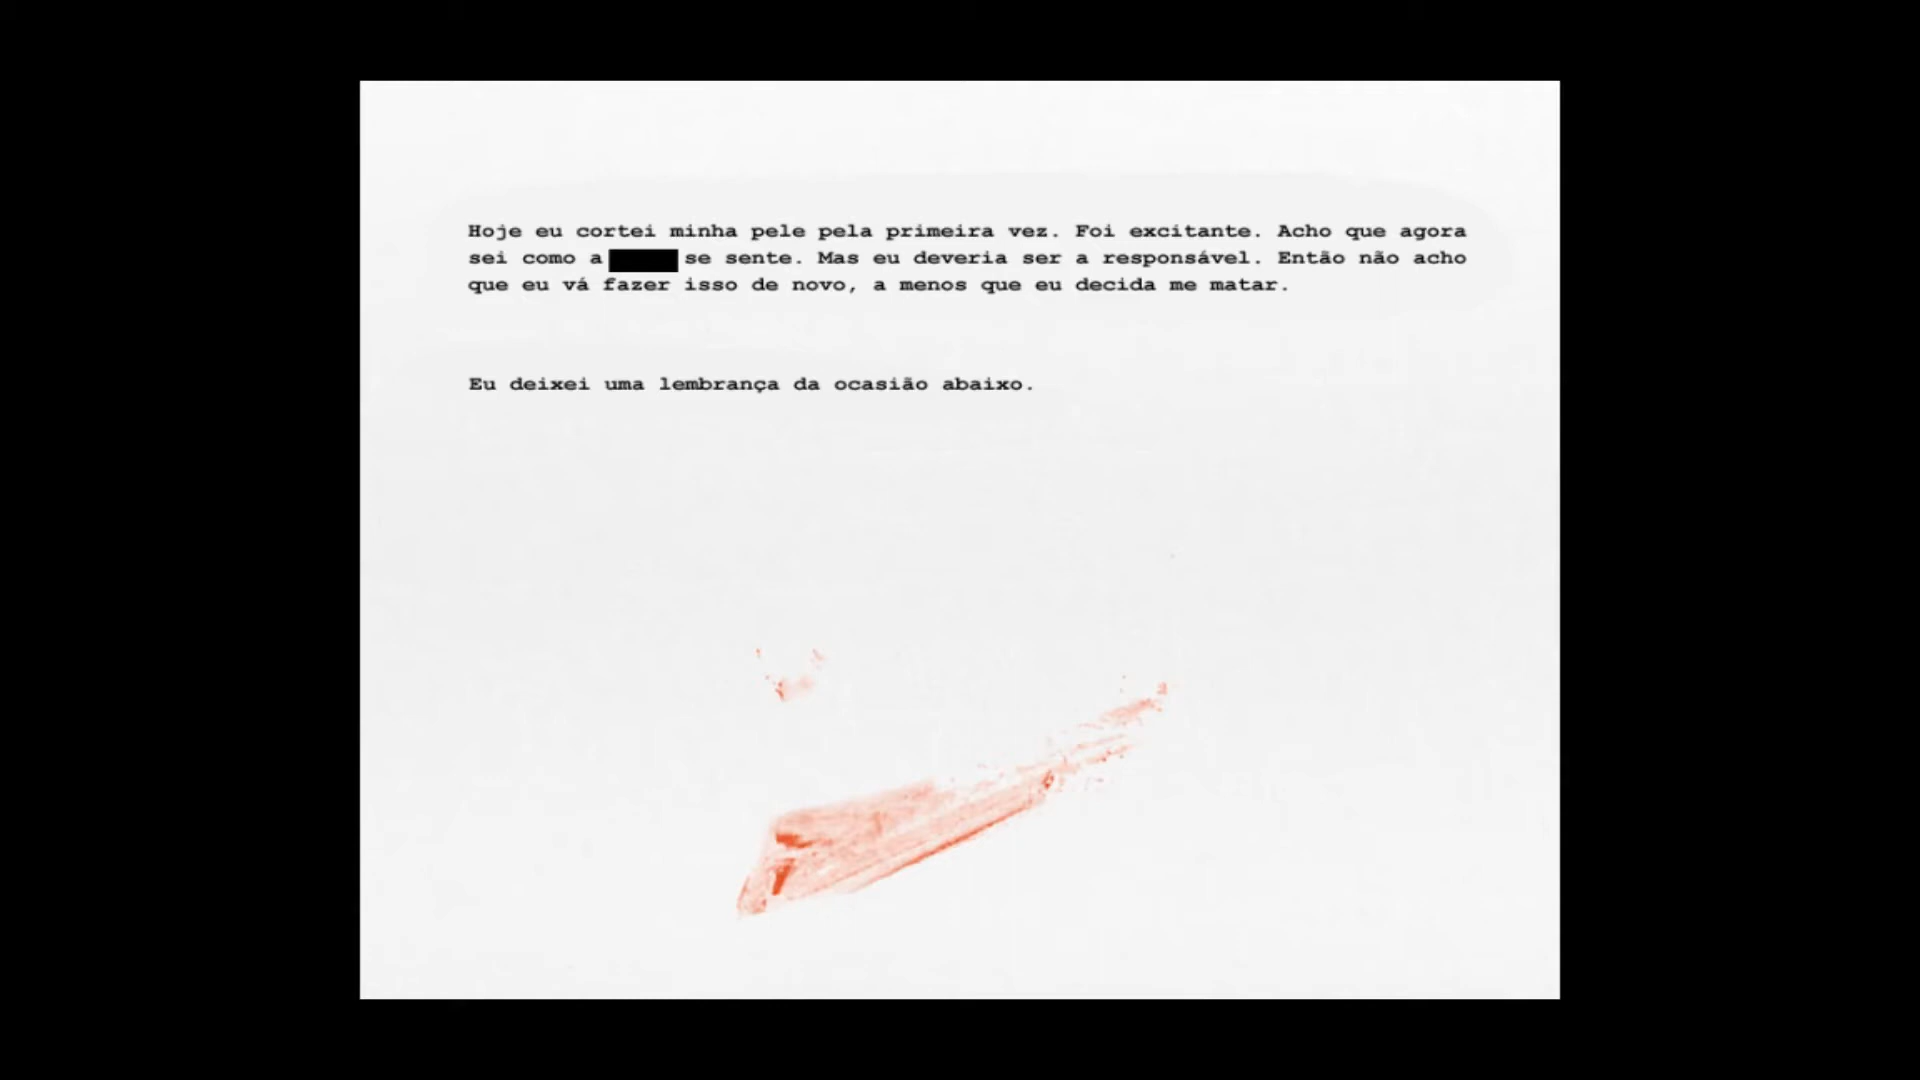 Hoje eu cortei minha pele pela primeira vez. Foi excitante. Acho que agora
sei como a se sente. Mas eu deveria ser a responsável. Então não acho
que eu vá fazer isso de novo, a menos que eu decida me matar.
Eu deixei uma lembrança da ocasião abaixo.